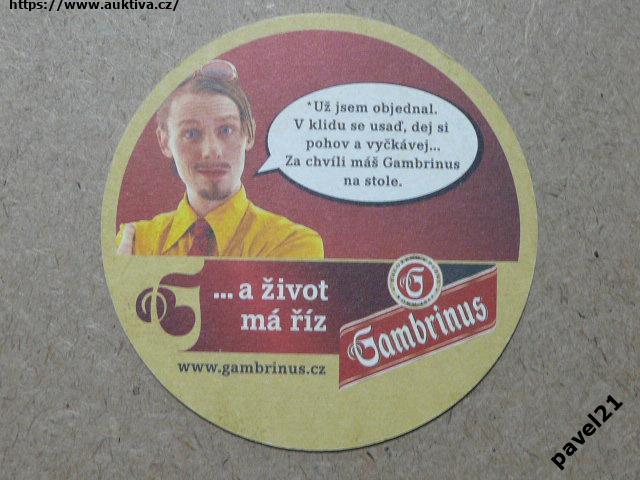 https://www.auktiva.cz/
*Už jsem objednal.
V klidu se usaď, dej si
pohov a vyčkávej...
Za chvíli máš Gambrinus
na stole.
... a život
má říz
G
Gambrinus
www.gambrinus.cz
pavel21